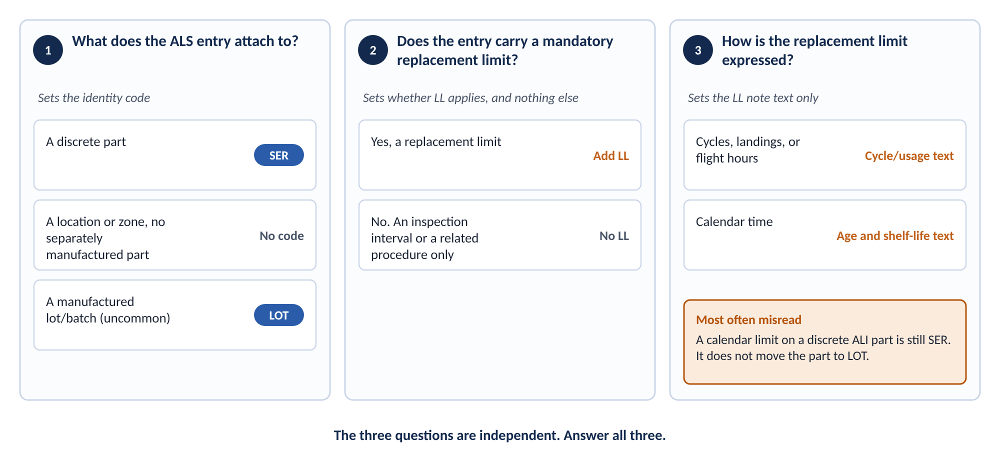 1
What does the ALS entry attach to?
Sets the identity code
A discrete part
SER
A location or zone, no
separately
manufactured part
No code
A manufactured
lot/batch (uncommon)
LOT
2
Does the entry carry a mandatory
replacement limit?
Sets whether LL applies, and nothing else
Yes, a replacement limit
Add LL
No. An inspection
interval or a related
procedure only
No LL
3
How is the replacement limit
expressed?
Sets the LL note text only
Cycles, landings, or
flight hours
Cycle/usage text
Calendar time
Age and shelf-life text
Most often misread
A calendar limit on a discrete ALI part is still SER.
It does not move the part to LOT.
The three questions are independent. Answer all three.